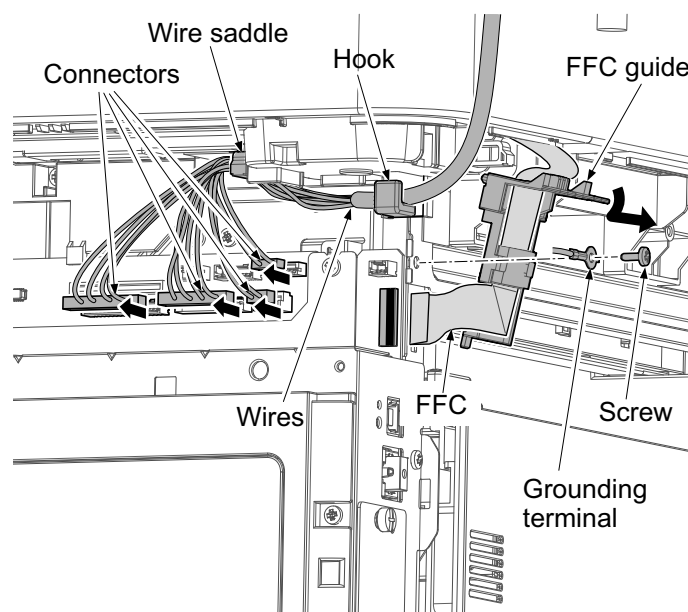 Wire saddle
Hook
Connectors
FFC guide
Wires
FFC
Screw
Grounding
terminal